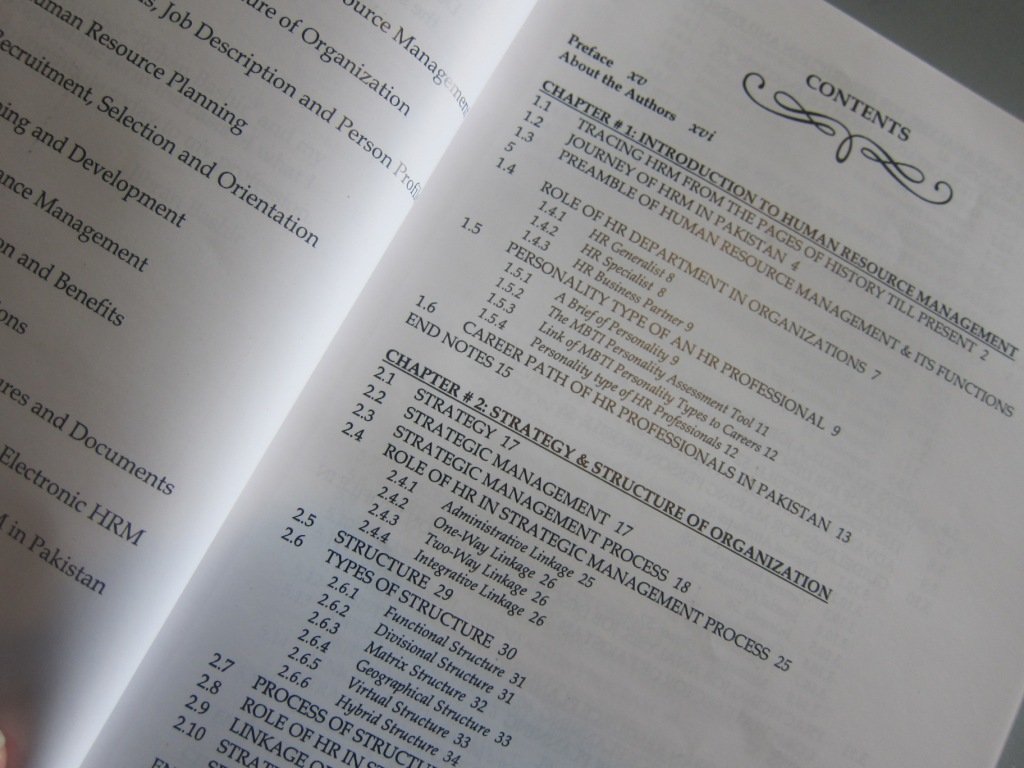 ource Managemen
ure of Organization
s, Job Description and Person Profi
uman Resource Planning
ecruitment, Selection and Orientation
ing and Development
ance Management
on and Benefits
ions
ures and Documents
Electronic HRM
M in Pakistan
CONTENTS
Preface xv
About the Authors xvi
CHAPTER # 1: INTRODUCTION TO HUMAN RESOURCE MANAGEMENT
1.1 TRACING HRM FROM THE PAGES OF HISTORY TILL PRESENT 2
1.2 JOURNEY OF HRM IN PAKISTAN 4
1.3 PREAMBLE OF HUMAN RESOURCE MANAGEMENT & ITS FUNCTIONS
5
1.4 ROLE OF HR DEPARTMENT IN ORGANIZATIONS 7
1.4.1 HR Generalist 8
1.4.2 HR Specialist 8
1.4.3 HR Business Partner 9
1.5 PERSONALITY TYPE OF AN HR PROFESSIONAL 9
1.5.1 A Brief of Personality 9
1.5.2 The MBTI Personality Assessment Tool 11
1.5.3 Link of MBTI Personality Types to Careers 12
1.5.4 Personality type of HR Professionals 12
1.6 CAREER PATH OF HR PROFESSIONALS IN PAKISTAN 13
END NOTES 15
CHAPTER # 2: STRATEGY & STRUCTURE OF ORGANIZATION
2.1 STRATEGY 17
2.2 STRATEGIC MANAGEMENT 17
2.3 STRATEGIC MANAGEMENT PROCESS 18
2.4 ROLE OF HR IN STRATEGIC MANAGEMENT PROCESS 25
2.4.1 Administrative Linkage 25
2.4.2 One-Way Linkage 26
2.4.3 Two-Way Linkage 26
2.4.4 Integrative Linkage 26
2.5 STRUCTURE 29
2.6 TYPES OF STRUCTURE 30
2.6.1 Functional Structure 31
2.6.2 Divisional Structure 31
2.6.3 Matrix Structure 32
2.6.4 Geographical Structure 33
2.6.5 Virtual Structure 33
2.6.6 Hybrid Structure 34
2.7 PROCESS OF STRUCTU
2.8 ROLE OF HR IN S
2.9 LINKAGE OF
2.10 STRAT